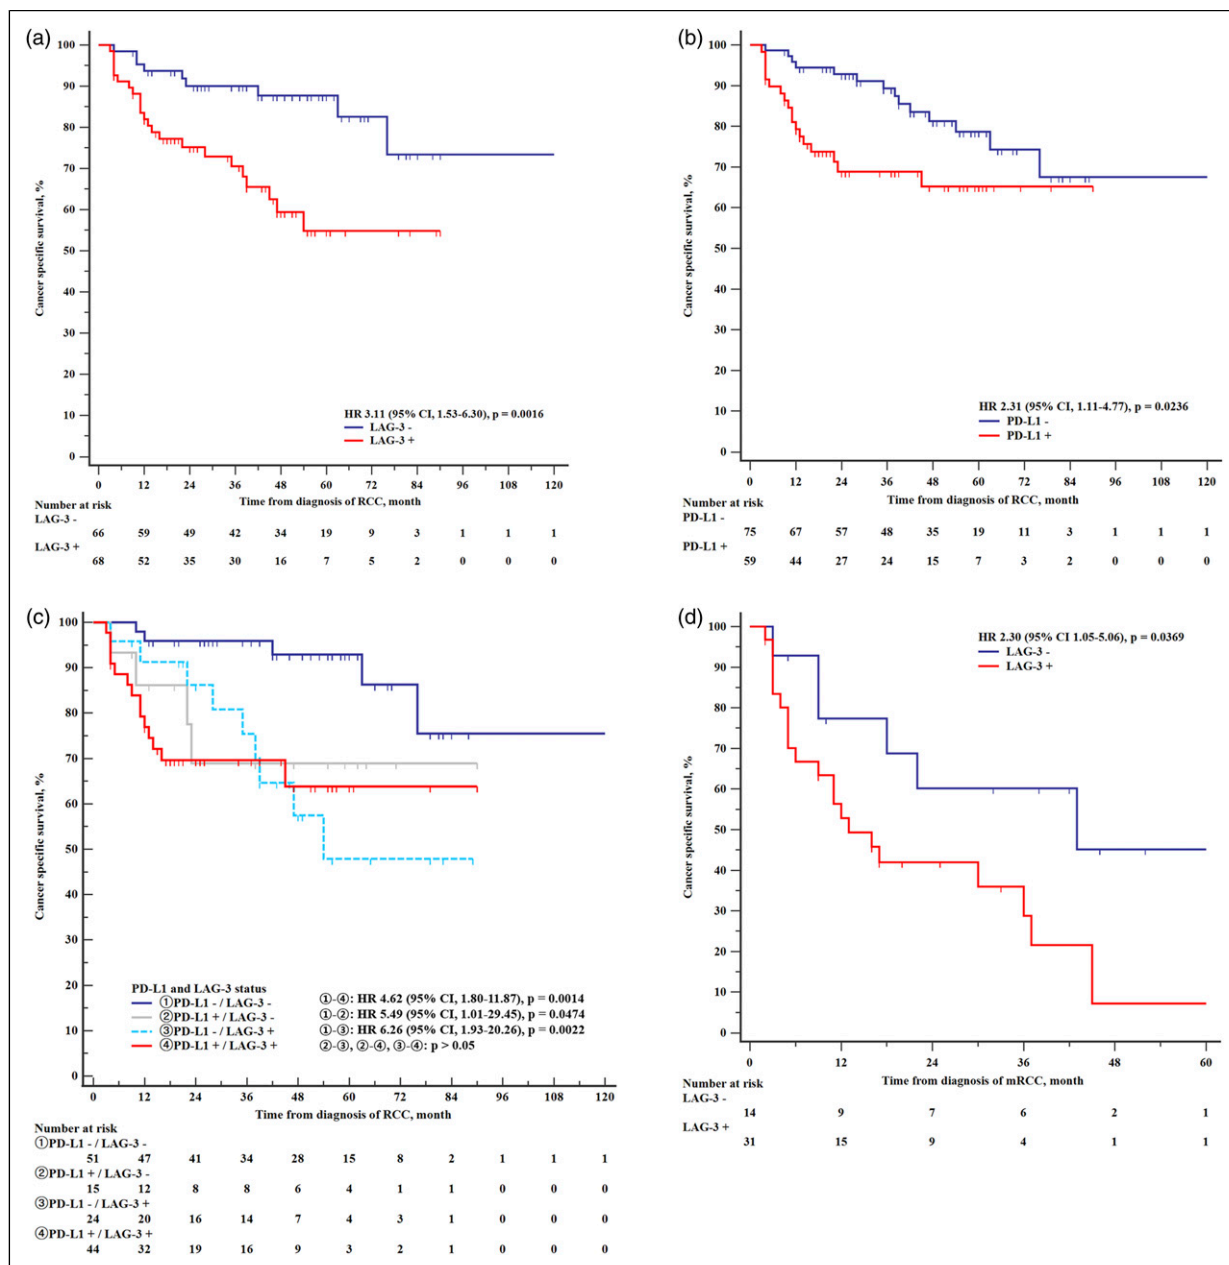 (a)
100
90
80
70
60
50
40
30
20
10
0
Cancer specific survival, %
HR 3.11 (95% CI, 1.53-6.30), p = 0.0016
LAG-3 -
LAG-3 +
0 12 24 36 48 60 72 84 96 108 120
Time from diagnosis of RCC, month
Number at risk
LAG-3 -
66 59 49 42 34 19 9 3 1 1 1
LAG-3 +
68 52 35 30 16 7 5 2 0 0 0
(b)
100
90
80
70
60
50
40
30
20
10
0
Cancer specific survival, %
HR 2.31 (95% CI, 1.11-4.77), p = 0.0236
PD-L1 -
PD-L1 +
0 12 24 36 48 60 72 84 96 108 120
Time from diagnosis of RCC, month
Number at risk
PD-L1 -
75 67 57 48 35 19 11 3 1 1 1
PD-L1 +
59 44 27 24 15 7 3 2 0 0 0
(c)
100
90
80
70
60
50
40
30
20
10
0
Cancer specific survival, %
PD-L1 and LAG-3 status
①PD-L1 - / LAG-3 -
②PD-L1 + / LAG-3 -
③PD-L1 - / LAG-3 +
④PD-L1 + / LAG-3 +
①-④: HR 4.62 (95% CI, 1.80-11.87), p = 0.0014
①-②: HR 5.49 (95% CI, 1.01-29.45), p = 0.0474
①-③: HR 6.26 (95% CI, 1.93-20.26), p = 0.0022
②-③, ②-④, ③-④: p > 0.05
0 12 24 36 48 60 72 84 96 108 120
Time from diagnosis of RCC, month
Number at risk
①PD-L1 - / LAG-3 -
51 47 41 34 28 15 8 2 1 1 1
②PD-L1 + / LAG-3 -
15 12 8 8 6 4 1 1 0 0 0
③PD-L1 - / LAG-3 +
24 20 16 14 7 4 3 1 0 0 0
④PD-L1 + / LAG-3 +
44 32 19 16 9 3 2 1 0 0 0
(d)
100
90
80
70
60
50
40
30
20
10
0
Cancer specific survival, %
HR 2.30 (95% CI 1.05-5.06), p = 0.0369
LAG-3 -
LAG-3 +
0 12 24 36 48 60
Time from diagnosis of mRCC, month
Number at risk
LAG-3 -
14 9 7 6 2 1
LAG-3 +
31 15 9 4 1 1